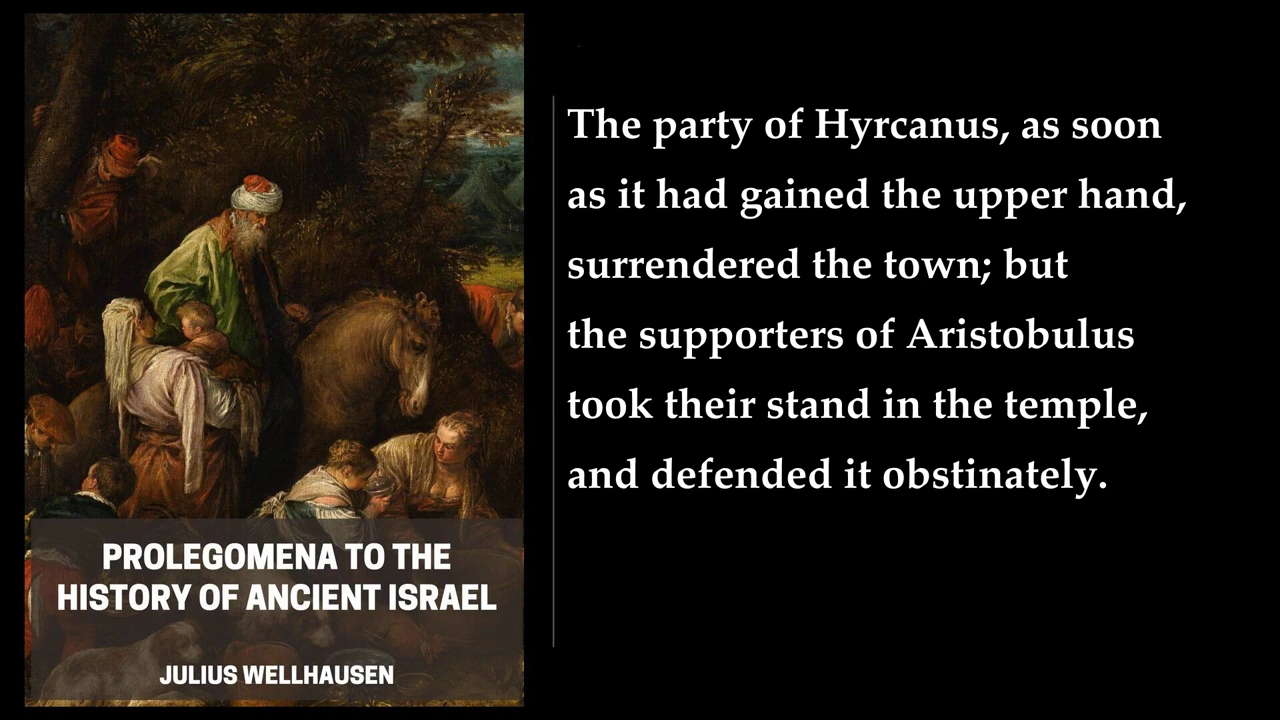 The party of Hyrcanus, as soon
as it had gained the upper hand,
surrendered the town; but
the supporters of Aristobulus
took their stand in the temple,
and defended it obstinately.
PROLEGOMENA TO THE
HISTORY OF ANCIENT ISRAEL
JULIUS WELLHAUSEN